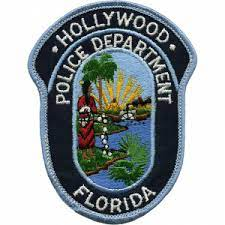 · HOLLYWOOD ·
POLICE DEPARTMENT
FLORIDA